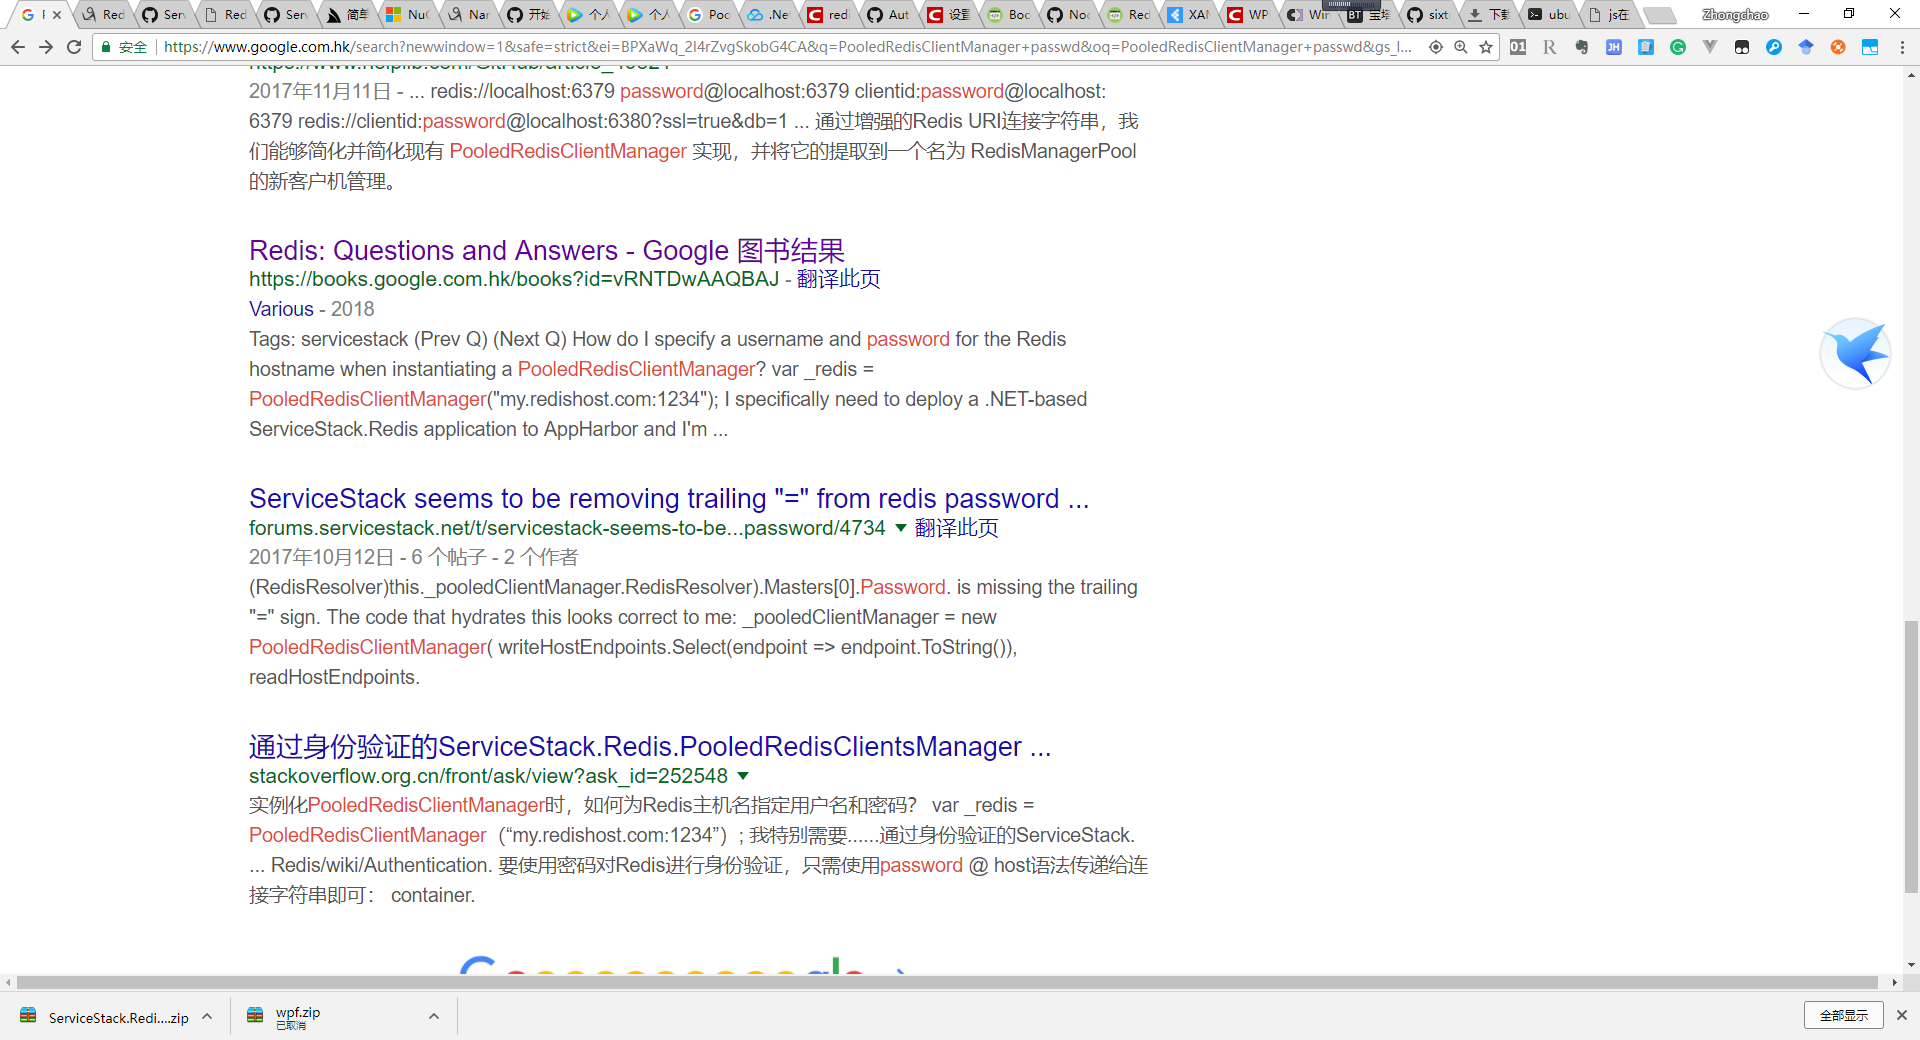 Red
Ser
Red
Ser
简单
NuG
Nar
开始
个人
个人
Poc
.Ne
redi
Aut
设置
Boc
Noc
Red
XAM
WPI
Wir
宝塔
sixt
下载
ubu
js在
Zhongchao
安全
https://www.google.com.hk/search?newwindow=1&safe=strict&ei=BPXaWq_2I4rZvgSkobG4CA&q=PooledRedisClientManager+passwd&oq=PooledRedisClientManager+passwd&gs_l...
2017年11月11日 - ... redis://localhost:6379 password@localhost:6379 clientid:password@localhost:
6379 redis://clientid:password@localhost:6380?ssl=true&db=1 ... 通过增强的Redis URI连接字符串，我
们能够简化并简化现有 PooledRedisClientManager 实现，并将它的提取到一个名为 RedisManagerPool
的新客户机管理。
Redis: Questions and Answers - Google 图书结果
https://books.google.com.hk/books?id=vRNTDwAAQBAJ - 翻译此页
Various - 2018
Tags: servicestack (Prev Q) (Next Q) How do I specify a username and password for the Redis
hostname when instantiating a PooledRedisClientManager? var _redis =
PooledRedisClientManager("my.redishost.com:1234"); I specifically need to deploy a .NET-based
ServiceStack.Redis application to AppHarbor and I'm ...
ServiceStack seems to be removing trailing "=" from redis password ...
forums.servicestack.net/t/servicestack-seems-to-be...password/4734 翻译此页
2017年10月12日 - 6 个帖子 - 2 个作者
(RedisResolver)this._pooledClientManager.RedisResolver).Masters[0].Password. is missing the trailing
"=" sign. The code that hydrates this looks correct to me: _pooledClientManager = new
PooledRedisClientManager( writeHostEndpoints.Select(endpoint => endpoint.ToString()),
readHostEndpoints.
通过身份验证的ServiceStack.Redis.PooledRedisClientsManager ...
stackoverflow.org.cn/front/ask/view?ask_id=252548
实例化PooledRedisClientManager时，如何为Redis主机名指定用户名和密码？ var _redis =
PooledRedisClientManager（“my.redishost.com:1234”）; 我特别需要......通过身份验证的ServiceStack.
... Redis/wiki/Authentication. 要使用密码对Redis进行身份验证，只需使用password @ host语法传递给连
接字符串即可： container.
ServiceStack.Redi....zip
wpf.zip
已取消
全部显示